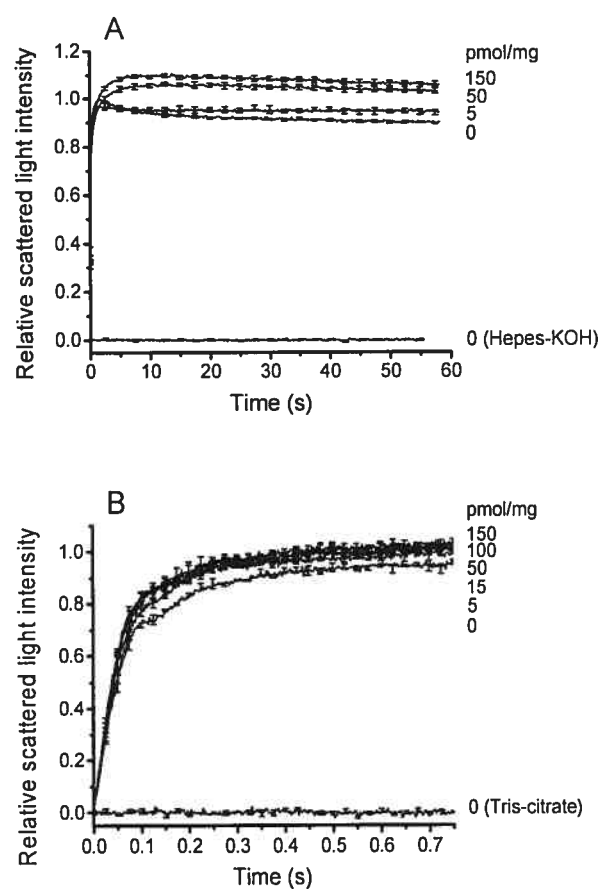 A
pmol/mg
150
50
5
0
1.2
1.0
0.8
0.6
0.4
0.2
0.0
Relative scattered light intensity
0 (Hepes-KOH)
0 10 20 30 40 50 60
Time (s)
B
pmol/mg
150
100
50
15
5
0
1.0
0.8
0.6
0.4
0.2
0.0
Relative scattered light intensity
0 (Tris-citrate)
0.0 0.1 0.2 0.3 0.4 0.5 0.6 0.7
Time (s)